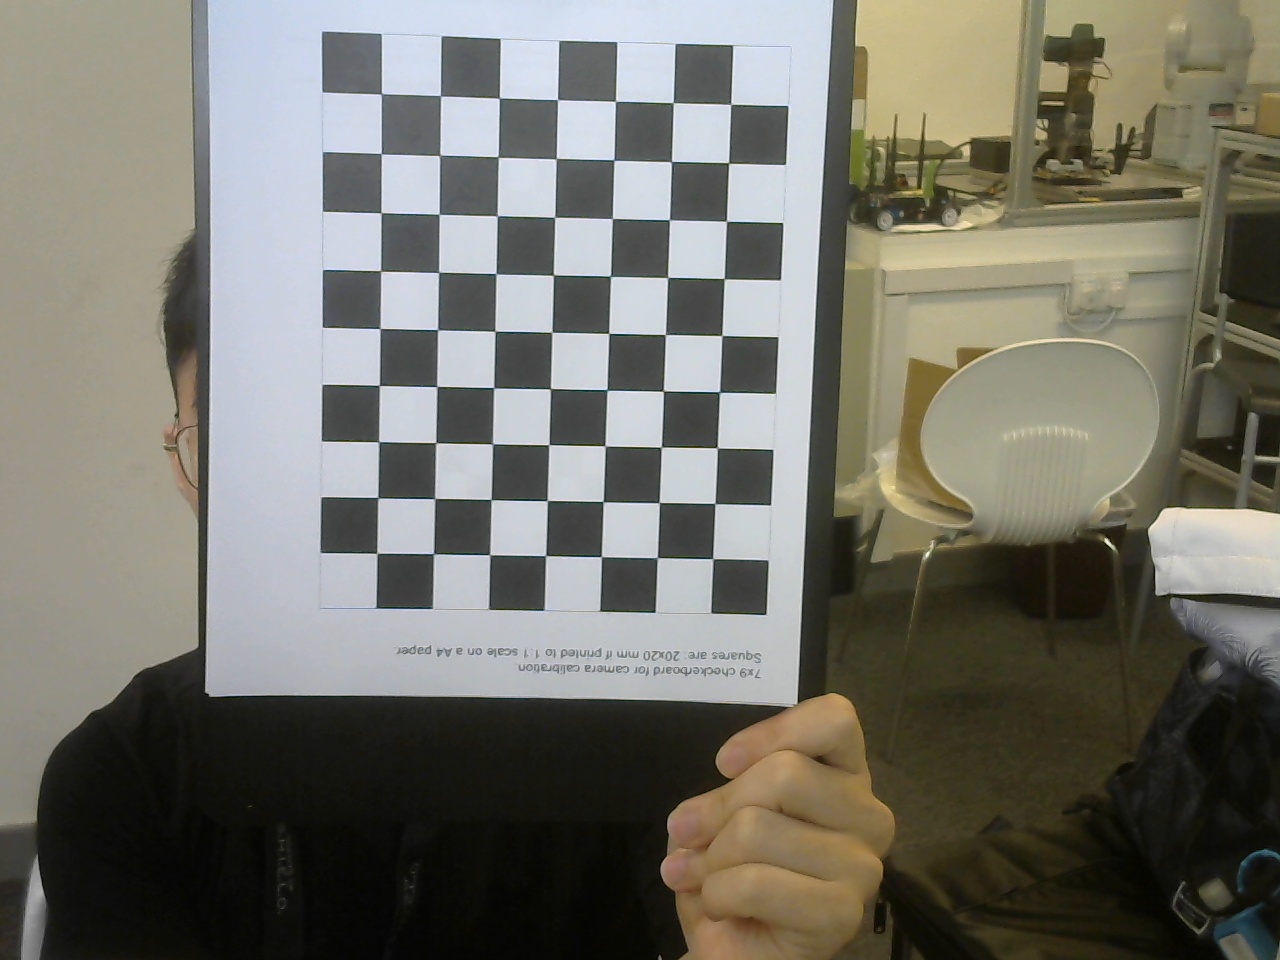 7x9 checkerboard for camera calibration.
Squares are 20x20 mm if printed to 1:1 scale on a A4 paper.